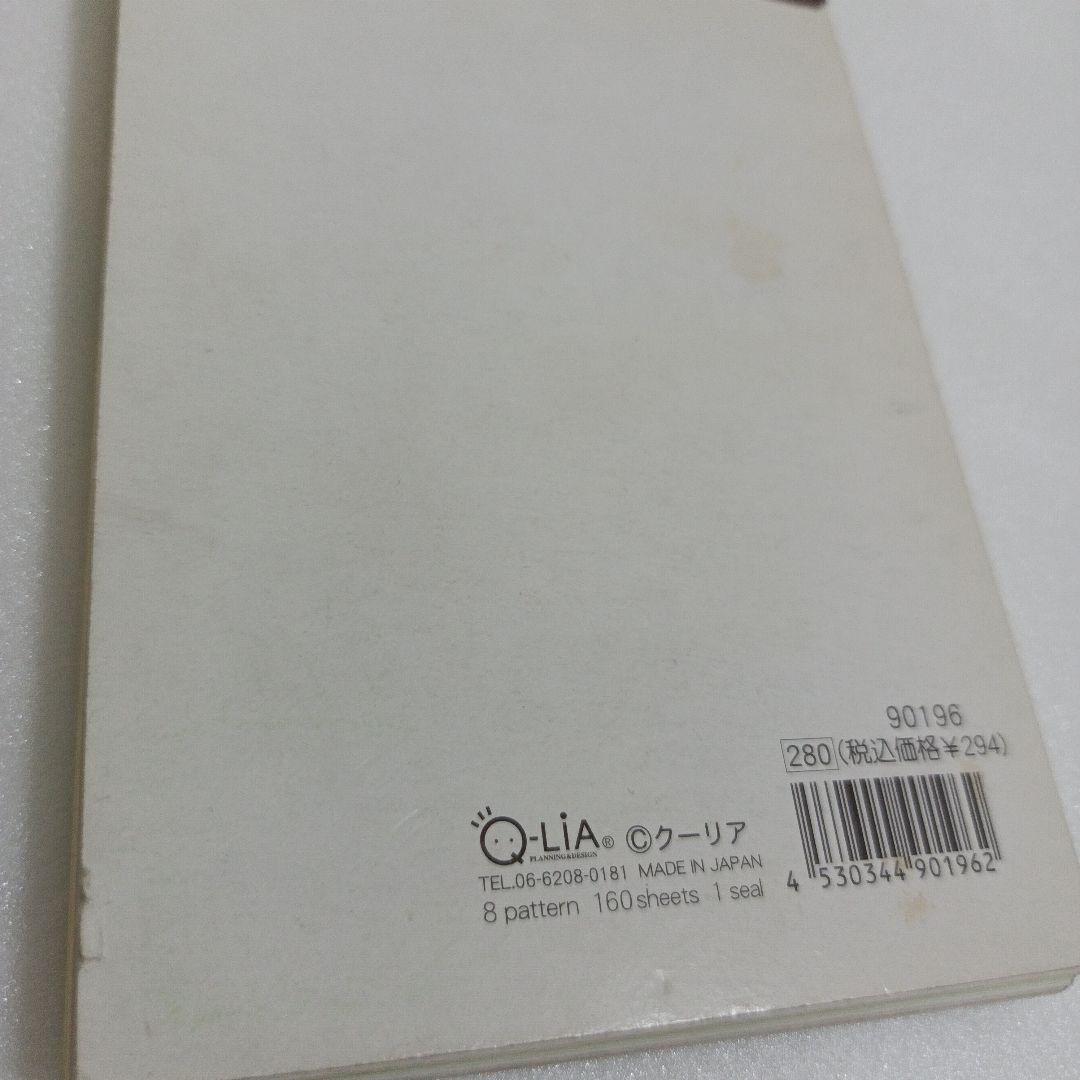 90196
280(税込価格¥294)
Q-LiA® ©クーリア
PLANNING&DESIGN
TEL.06-6208-0181 MADE IN JAPAN
8 pattern 160 sheets 1 seal
4 530344 901962